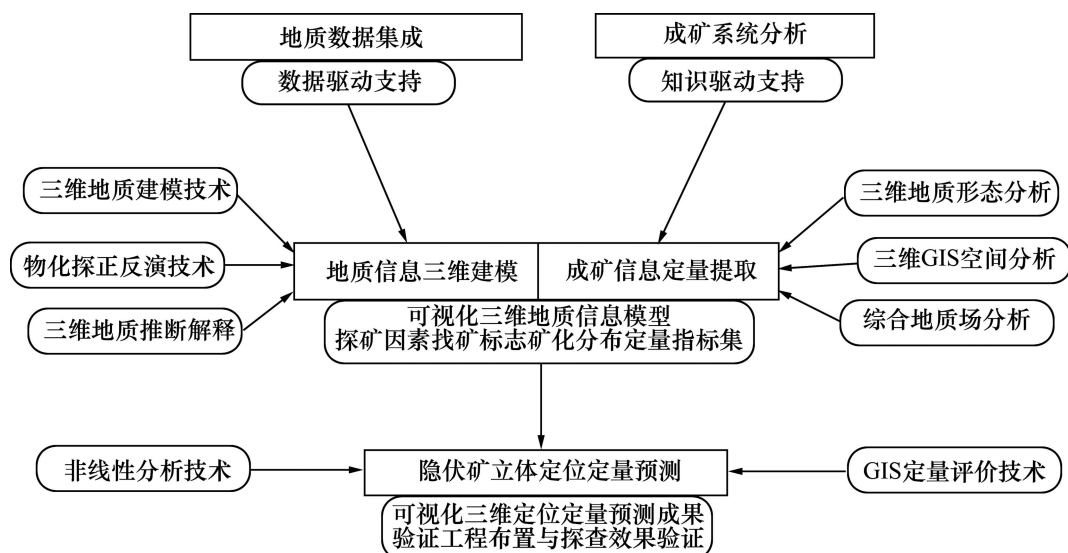 地质数据集成
成矿系统分析
数据驱动支持
知识驱动支持
三维地质建模技术
三维地质形态分析
物化探正反演技术
地质信息三维建模
成矿信息定量提取
三维GIS空间分析
三维地质推断解释
可视化三维地质信息模型
探矿因素找矿标志矿化分布定量指标集
综合地质场分析
非线性分析技术
隐伏矿立体定位定量预测
GIS定量评价技术
可视化三维定位定量预测成果
验证工程布置与探查效果验证